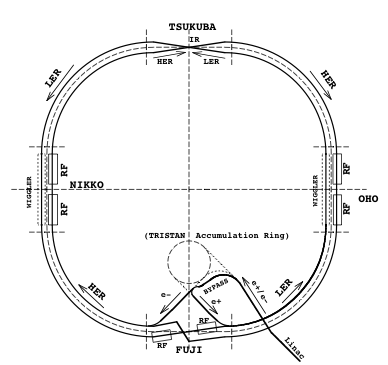 TSUKUBA
IR
HER
LER
LER
HER
RF
RF
WIGGLER
NIKKO
WIGGLER
RF
RF
OHO
(TRISTAN Accumulation Ring)
HER
e-
BYPASS
e+
e+/e-
LER
RF
RF
FUJI
Linac